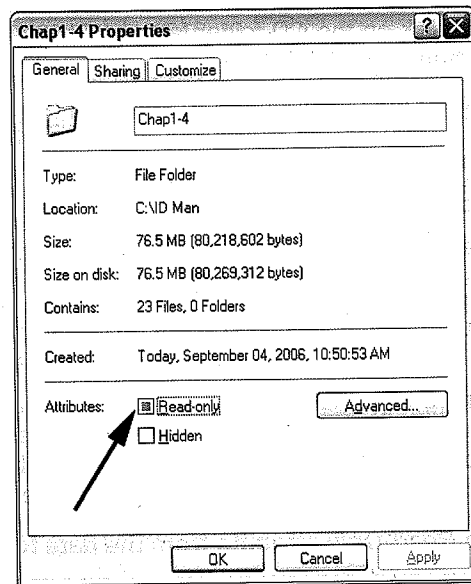 Chap1-4 Properties
General Sharing Customize
Chap1-4
Type: File Folder
Location: C:\ID Man
Size: 76.5 MB (80,218,602 bytes)
Size on disk: 76.5 MB (80,269,312 bytes)
Contains: 23 Files, 0 Folders
Created: Today, September 04, 2006, 10:50:53 AM
Attributes: Read-only Advanced...
Hidden
OK Cancel Apply